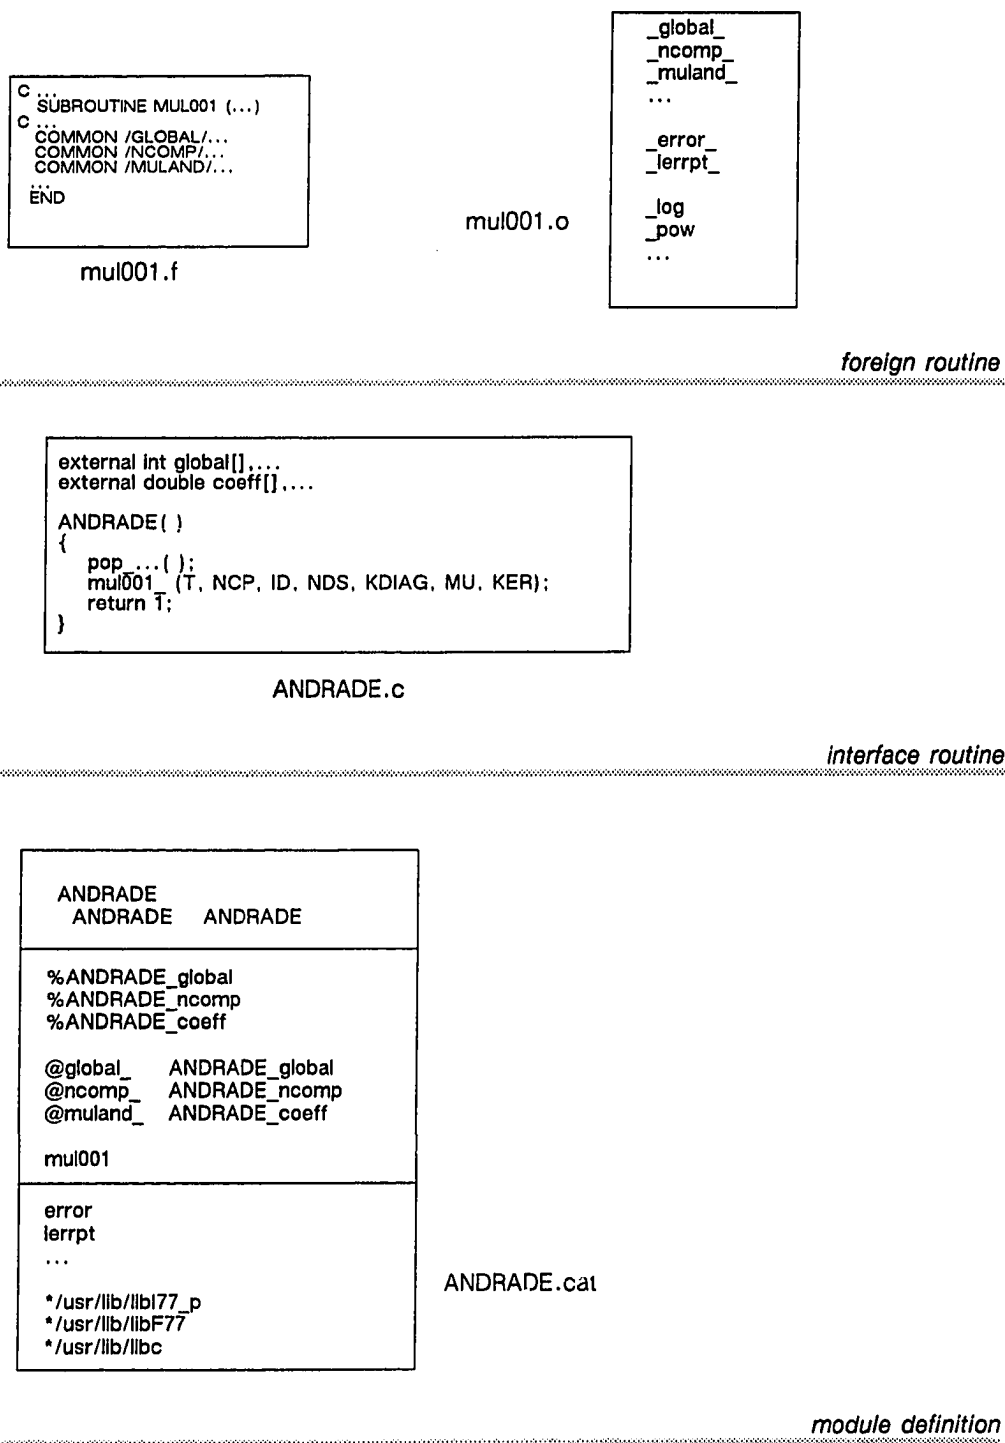 C ...
SUBROUTINE MUL001 (...)
C ...
COMMON /GLOBAL/...
COMMON /NCOMP/...
COMMON /MULAND/...
...
END
mul001.f
mul001.o
_global_
_ncomp_
_muland_
...
_error_
_lerrpt_
_log
_pow
...
foreign routine
external int global[],...
external double coeff[],...
ANDRADE( )
{
pop_...( );
mul001_ (T, NCP, ID, NDS, KDIAG, MU, KER);
return 1;
}
ANDRADE.c
interface routine
ANDRADE
ANDRADE ANDRADE
%ANDRADE_global
%ANDRADE_ncomp
%ANDRADE_coeff
@global_ ANDRADE_global
@ncomp_ ANDRADE_ncomp
@muland_ ANDRADE_coeff
mul001
error
lerrpt
...
*/usr/lib/libI77_p
*/usr/lib/libF77
*/usr/lib/libc
ANDRADE.cat
module definition